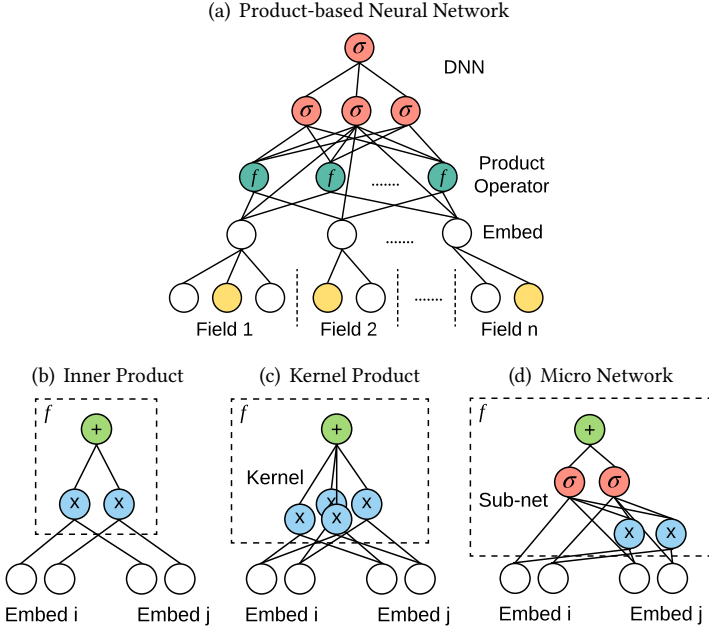 (a) Product-based Neural Network
σ
DNN
σ σ σ
Product
Operator
f f ....... f
Embed
.......
.......
Field 1 Field 2 Field n
(b) Inner Product (c) Kernel Product (d) Micro Network
f f f
+ + +
Kernel
σ σ
Sub-net
x x x x x x
x x
Embed i Embed j Embed i Embed j Embed i Embed j